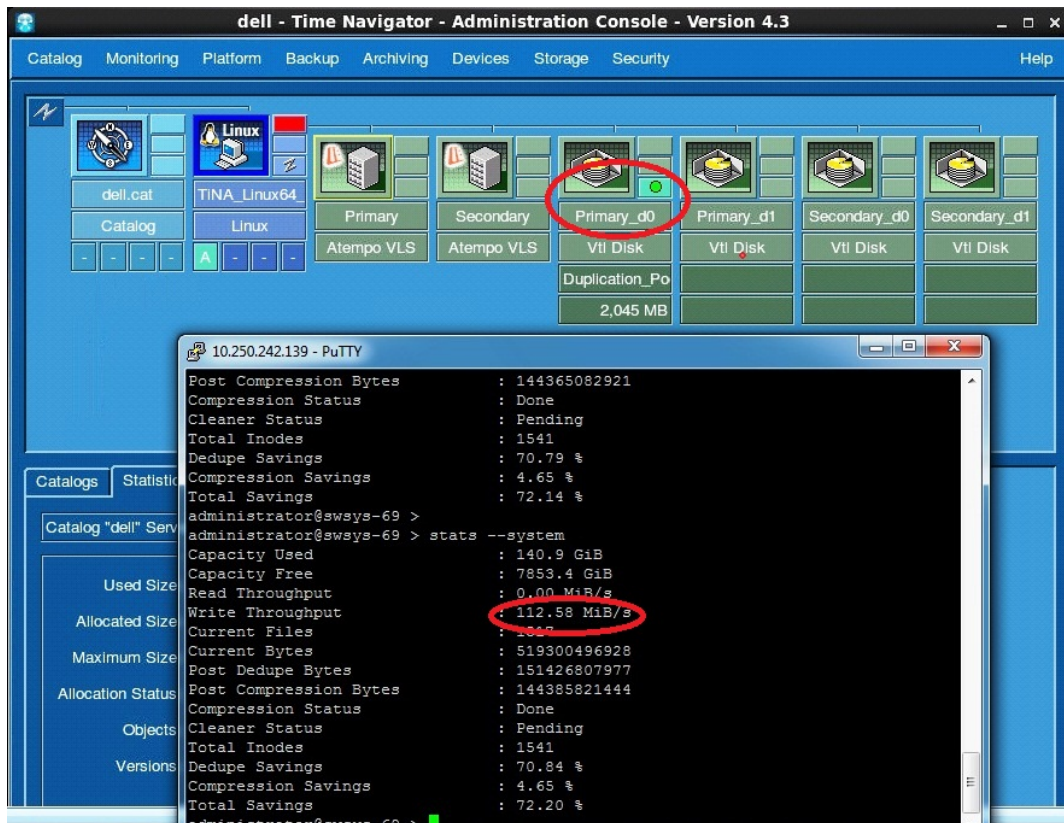 dell - Time Navigator - Administration Console - Version 4.3
Catalog Monitoring Platform Backup Archiving Devices Storage Security Help
Linux
dell.cat TINA_Linux64_ Primary Secondary Primary_d0 Primary_d1 Secondary_d0 Secondary_d1
Catalog Linux Atempo VLS Atempo VLS Vtl Disk Vtl Disk Vtl Disk Vtl Disk
- - - - A - - -
Duplication_Po
2,045 MB
10.250.242.139 - PuTTY
Post Compression Bytes : 144365082921
Compression Status : Done
Cleaner Status : Pending
Total Inodes : 1541
Dedupe Savings : 70.79 %
Compression Savings : 4.65 %
Total Savings : 72.14 %
administrator@swsys-69 >
administrator@swsys-69 > stats --system
Capacity Used : 140.9 GiB
Capacity Free : 7853.4 GiB
Read Throughput : 0.00 MiB/s
Write Throughput : 112.58 MiB/s
Current Files :
Current Bytes : 519300496928
Post Dedupe Bytes : 151426807977
Post Compression Bytes : 144385821444
Compression Status : Done
Cleaner Status : Pending
Total Inodes : 1541
Dedupe Savings : 70.84 %
Compression Savings : 4.65 %
Total Savings : 72.20 %
administrator@swsys-69 >
Catalogs Statistic
Catalog "dell" Serv
Used Size
Allocated Size
Maximum Size
Allocation Status
Objects
Versions